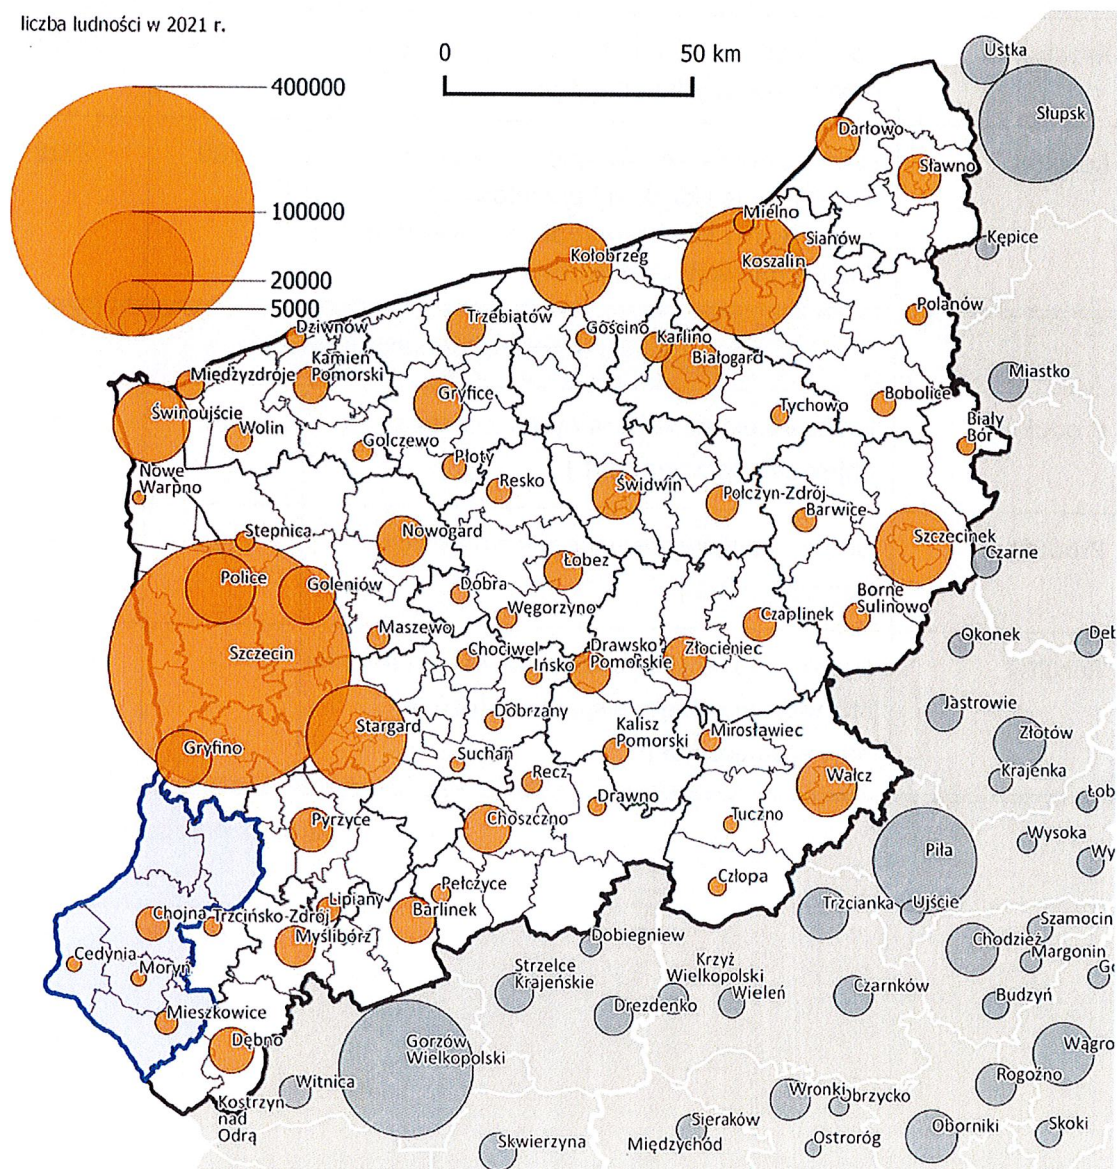 liczba ludności w 2021 r.
400000
100000
20000
5000
0
50 km
Ustka
Słupsk
Darłowo
Sławno
Mielno
Sianów
Kępice
Kołobrzeg
Koszalin
Polanów
Trzebiatów
Gościno
Karlino
Białogard
Dziwnów
Kamień
Pomorski
Międzyzdroje
Miastko
Gryfice
Świnoujście
Wolin
Tychowo
Bobolice
Biały
Bór
Golczewo
Płoty
Nowe
Warpno
Resko
Świdwin
Połczyn-Zdrój
Barwice
Stepnica
Nowogard
Szczecinek
Czarne
Łobez
Police
Goleniów
Dobra
Węgorzyno
Czaplinek
Borne
Sulinowo
Maszewo
Szczecin
Chociwel
Ińsko
Drawsko
Pomorskie
Złocieniec
Okonek
Deb
Dobrzany
Jastrowie
Stargard
Kalisz
Pomorski
Mirosławiec
Złotów
Gryfino
Suchań
Recz
Wałcz
Krajenka
Drawno
Łob
Pyrzyce
Choszczno
Tuczno
Wysoka
Piła
Wy
Człopa
Pełczyce
Lipiany
Barlinek
Chojna
Trzcińsko-Zdrój
Myślibórz
Trzcianka
Ujście
Szamocin
Dobiegniew
Chodzież
Margonin
Cedynia
Moryń
Strzelce
Krajeńskie
Krzyż
Wielkopolski
Wieleń
Czarnków
Go
Drezdenko
Budzyń
Mieszkowice
Dębno
Gorzów
Wielkopolski
Wągro
Witnica
Rogoźno
Wronki
Obrzycko
Kostrzyn
nad
Odrą
Sieraków
Międzychód
Skwierzyna
Ostroróg
Oborniki
Skoki